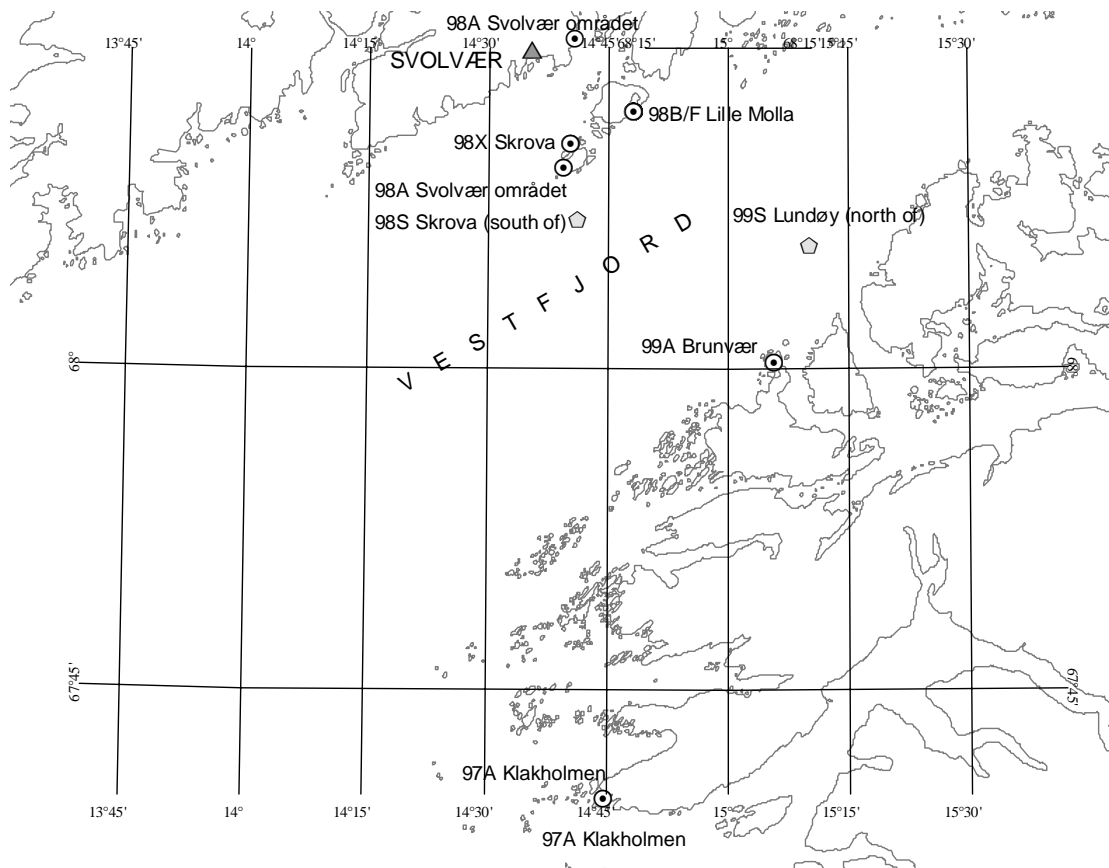 98A Svolvær området
13°45' 14° 14°15' 14°30' 14°45' 68°15' 15° 68°15' 15°15' 15°30'
SVOLVÆR
98B/F Lille Molla
98X Skrova
98A Svolvær området
98S Skrova (south of)
99S Lundøy (north of)
VESTFJORD
99A Brunvær
68° 68°
67°45' 67°45'
97A Klakholmen
13°45' 14° 14°15' 14°30' 14°45' 15° 15°15' 15°30'
97A Klakholmen